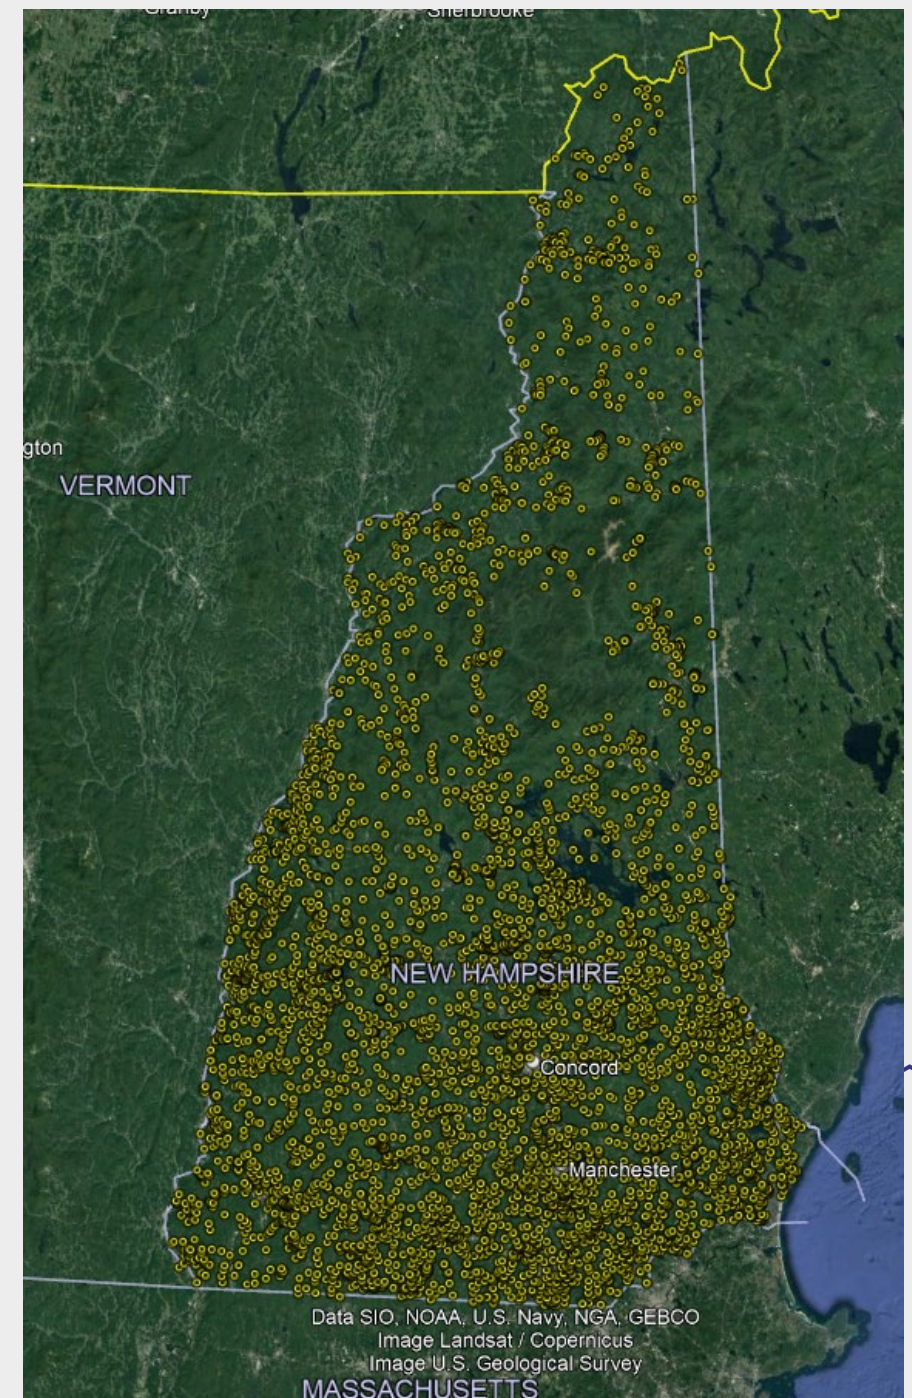 Granby
Sherbrooke
gton
VERMONT
NEW HAMPSHIRE
Concord
Manchester
Data SIO, NOAA, U.S. Navy, NGA, GEBCO
Image Landsat / Copernicus
Image U.S. Geological Survey
MASSACHUSETTS